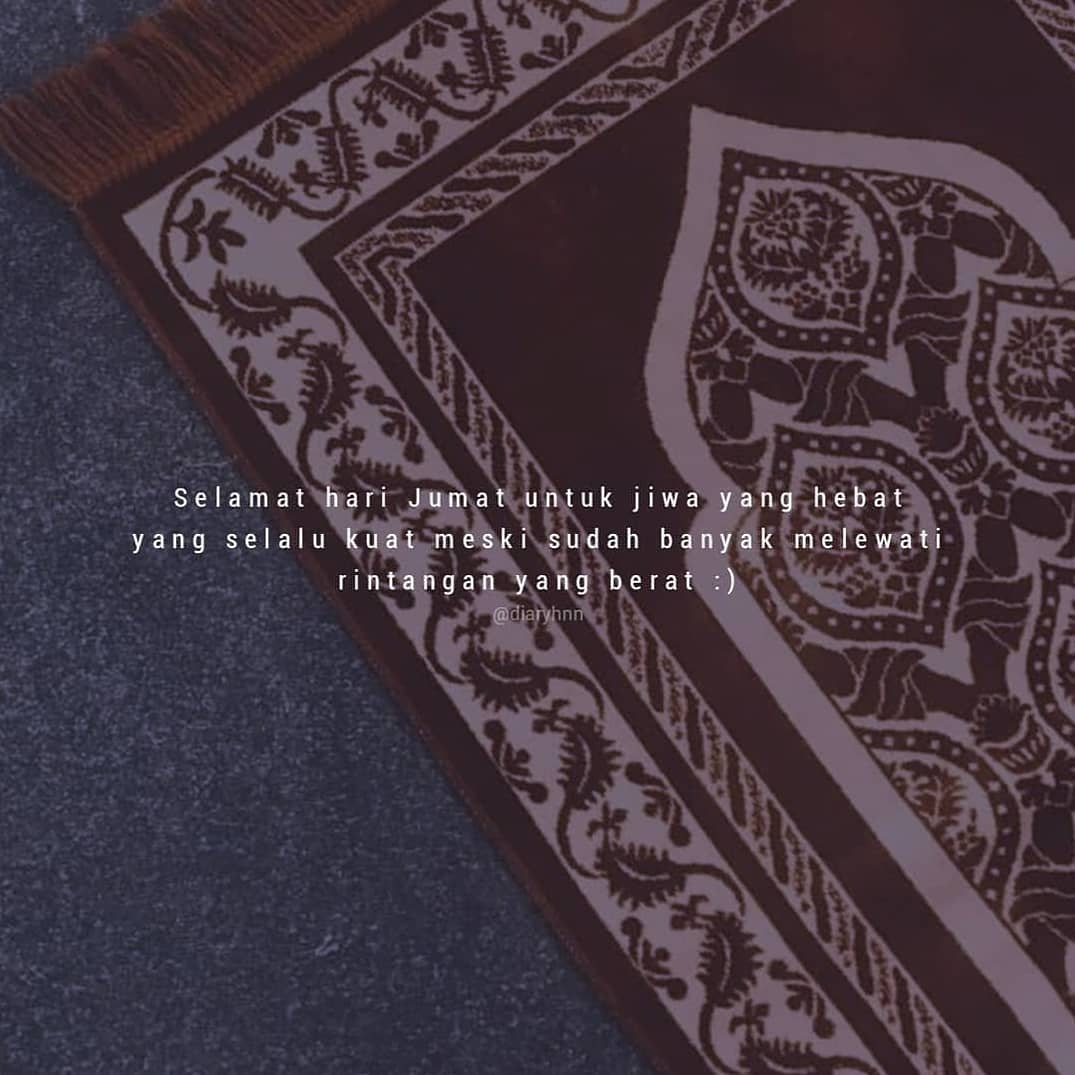 Selamat hari Jumat untuk jiwa yang hebat
yang selalu kuat meski sudah banyak melewati
rintangan yang berat :)
@diaryhnn